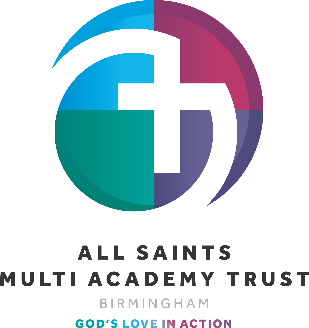 ALL SAINTS
MULTI ACADEMY TRUST
BIRMINGHAM
GOD'S LOVE IN ACTION